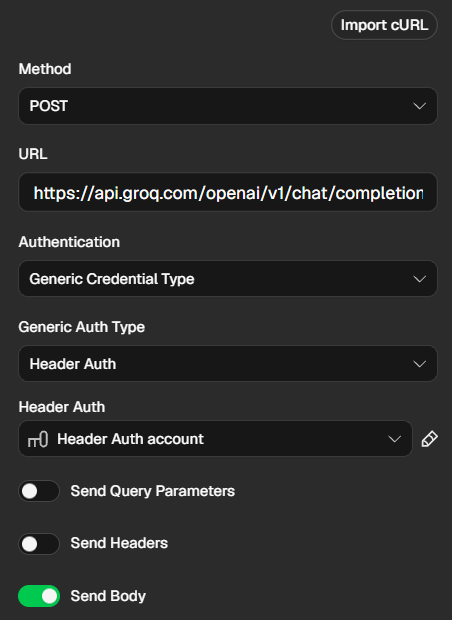 Import cURL
Method
POST
URL
https://api.groq.com/openai/v1/chat/completion
Authentication
Generic Credential Type
Generic Auth Type
Header Auth
Header Auth
Header Auth account
Send Query Parameters
Send Headers
Send Body